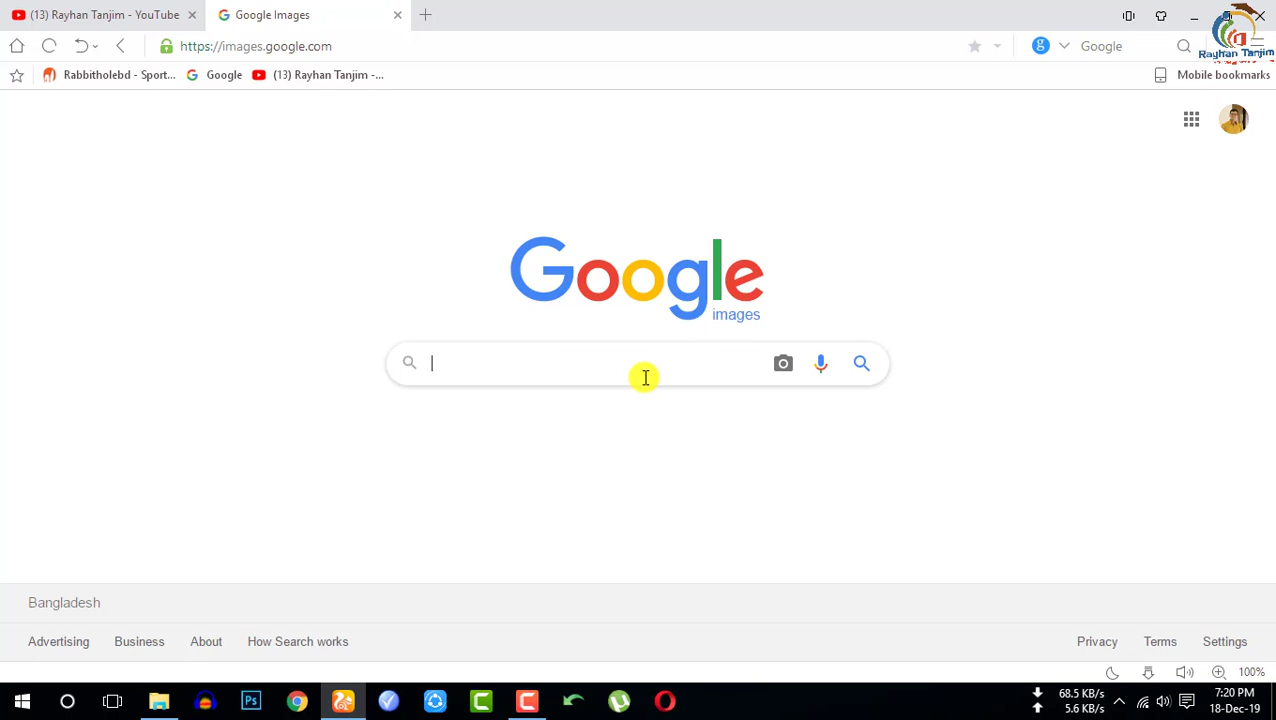 (13) Rayhan Tanjim - YouTube
Google Images
https://images.google.com
Google
Rayhan Tanjim
Rabbitholebd - Sport...
Google
(13) Rayhan Tanjim -...
Mobile bookmarks
Google
images
Bangladesh
Advertising
Business
About
How Search works
Privacy
Terms
Settings
100%
Ps
68.5 KB/s
5.6 KB/s
7:20 PM
18-Dec-19